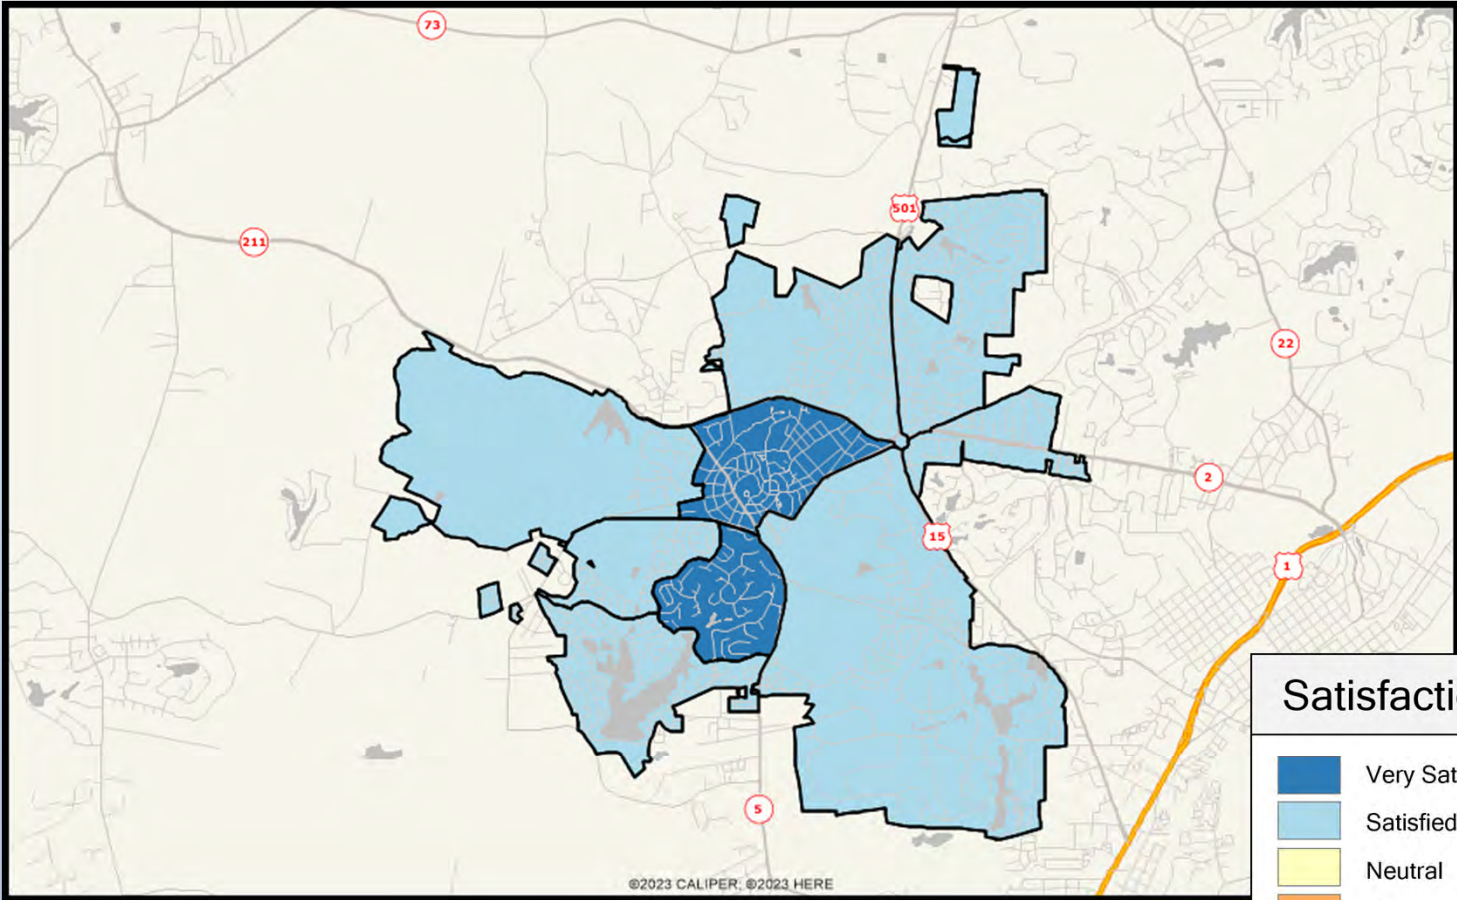 73
501
211
22
2
15
1
5
Satisfacti
Very Sat
Satisfied
Neutral
©2023 CALIPER; ©2023 HERE